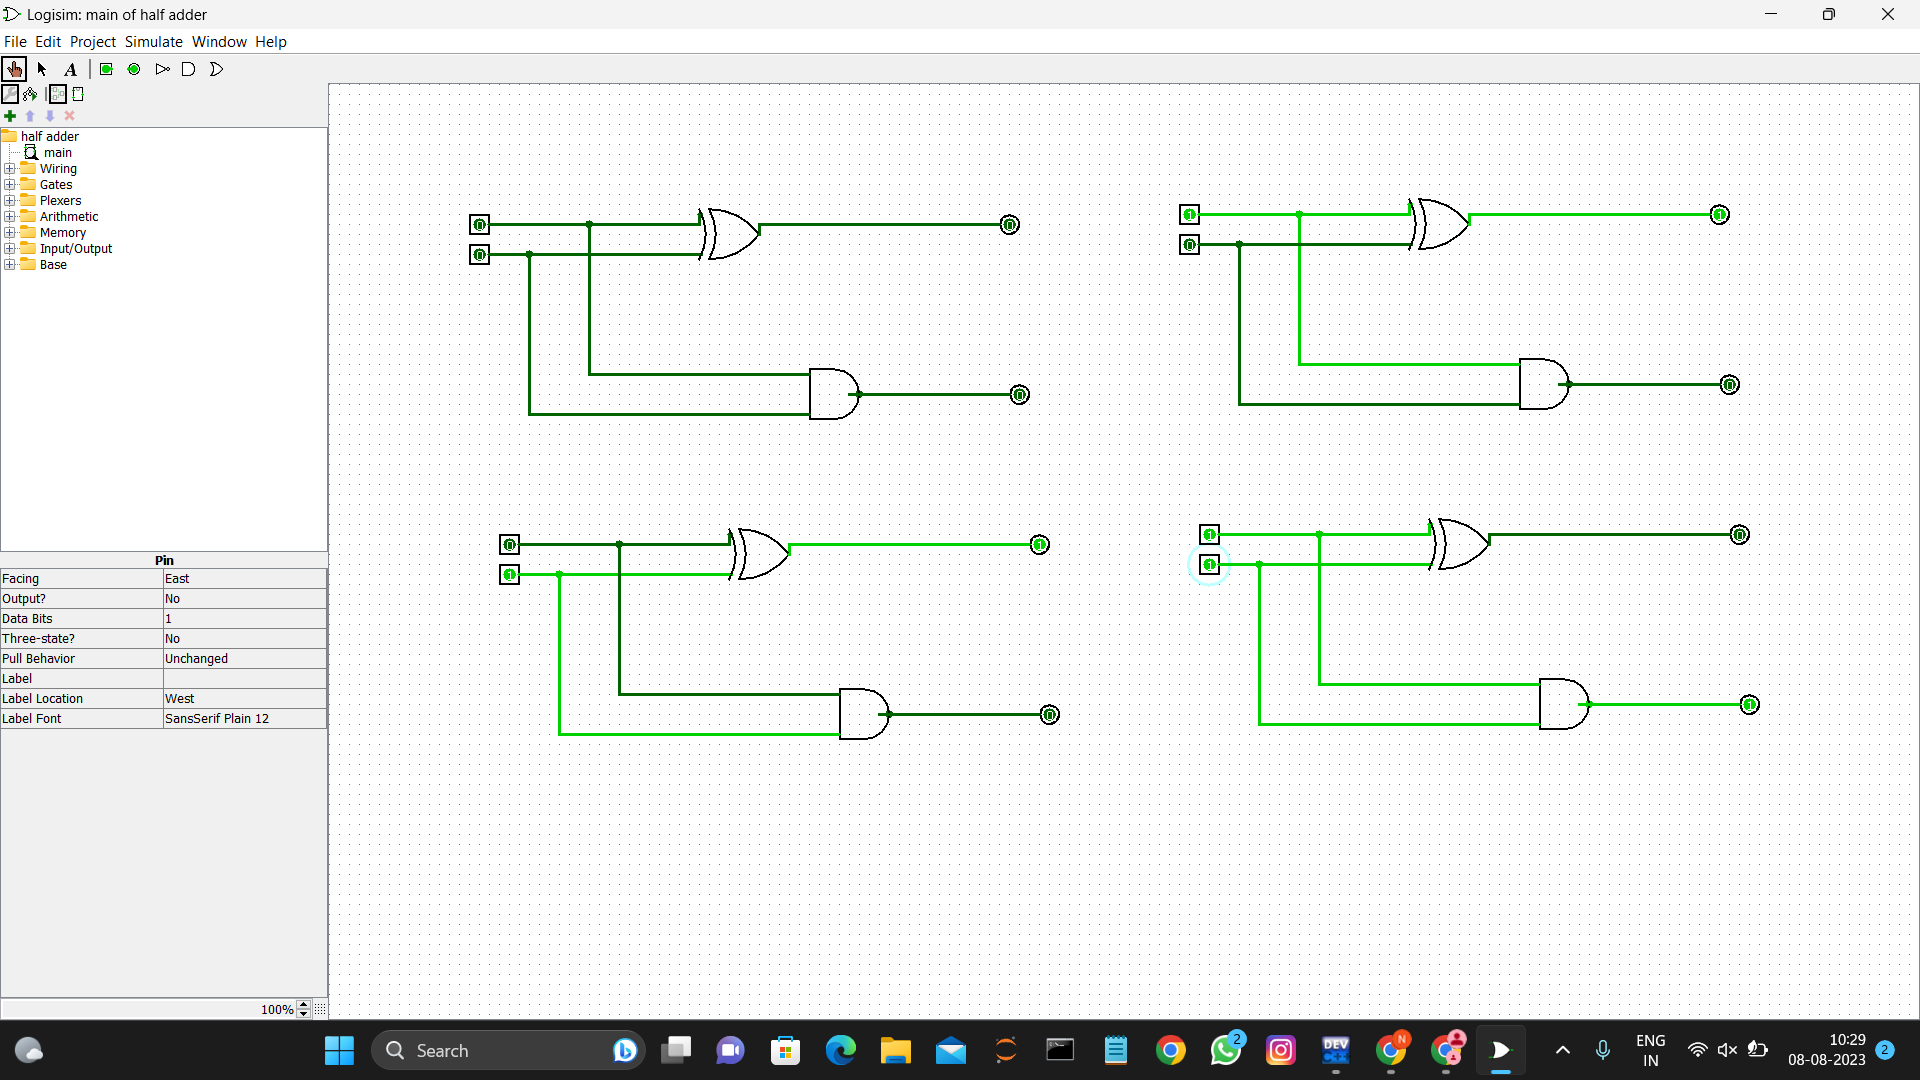 Logisim: main of half adder
File Edit Project Simulate Window Help
A
half adder
main
Wiring
Gates
Plexers
Arithmetic
Memory
Input/Output
Base
0 0
0
0
1 1
0
0
0 1
1
0
1 0
1
1
Pin
Facing East
Output? No
Data Bits 1
Three-state? No
Pull Behavior Unchanged
Label
Label Location West
Label Font SansSerif Plain 12
100%
Search
2
DEV
C++
N
ENG
IN
10:29
08-08-2023
2